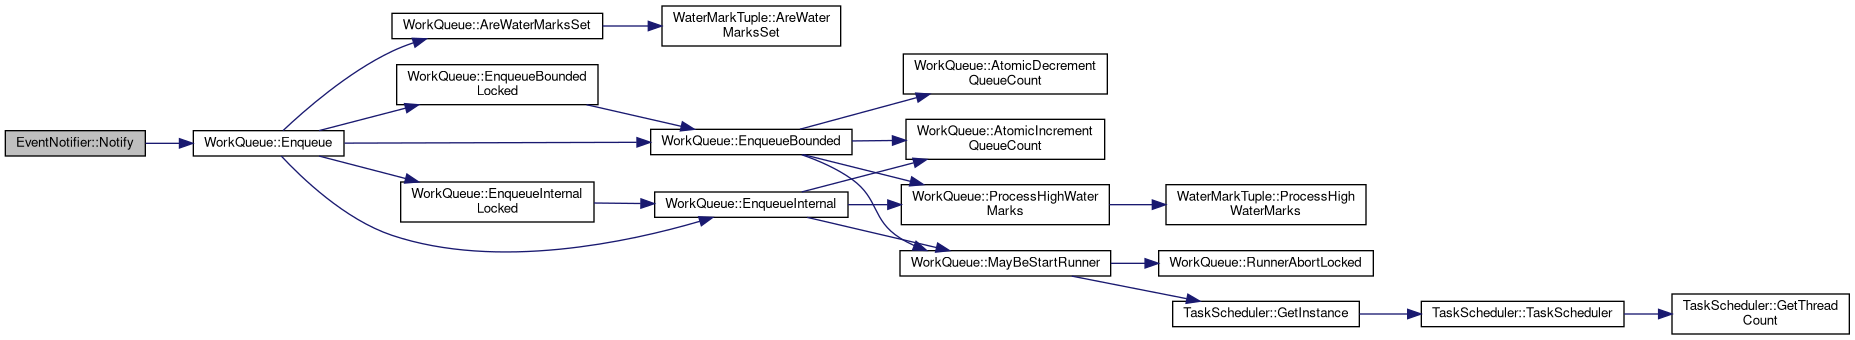 EventNotifier::Notify
WorkQueue::Enqueue
WorkQueue::AreWaterMarksSet
WaterMarkTuple::AreWater
MarksSet
WorkQueue::EnqueueBounded
Locked
WorkQueue::EnqueueBounded
WorkQueue::EnqueueInternal
Locked
WorkQueue::EnqueueInternal
WorkQueue::AtomicDecrement
QueueCount
WorkQueue::AtomicIncrement
QueueCount
WorkQueue::ProcessHighWater
Marks
WaterMarkTuple::ProcessHigh
WaterMarks
WorkQueue::MayBeStartRunner
WorkQueue::RunnerAbortLocked
TaskScheduler::GetInstance
TaskScheduler::TaskScheduler
TaskScheduler::GetThread
Count